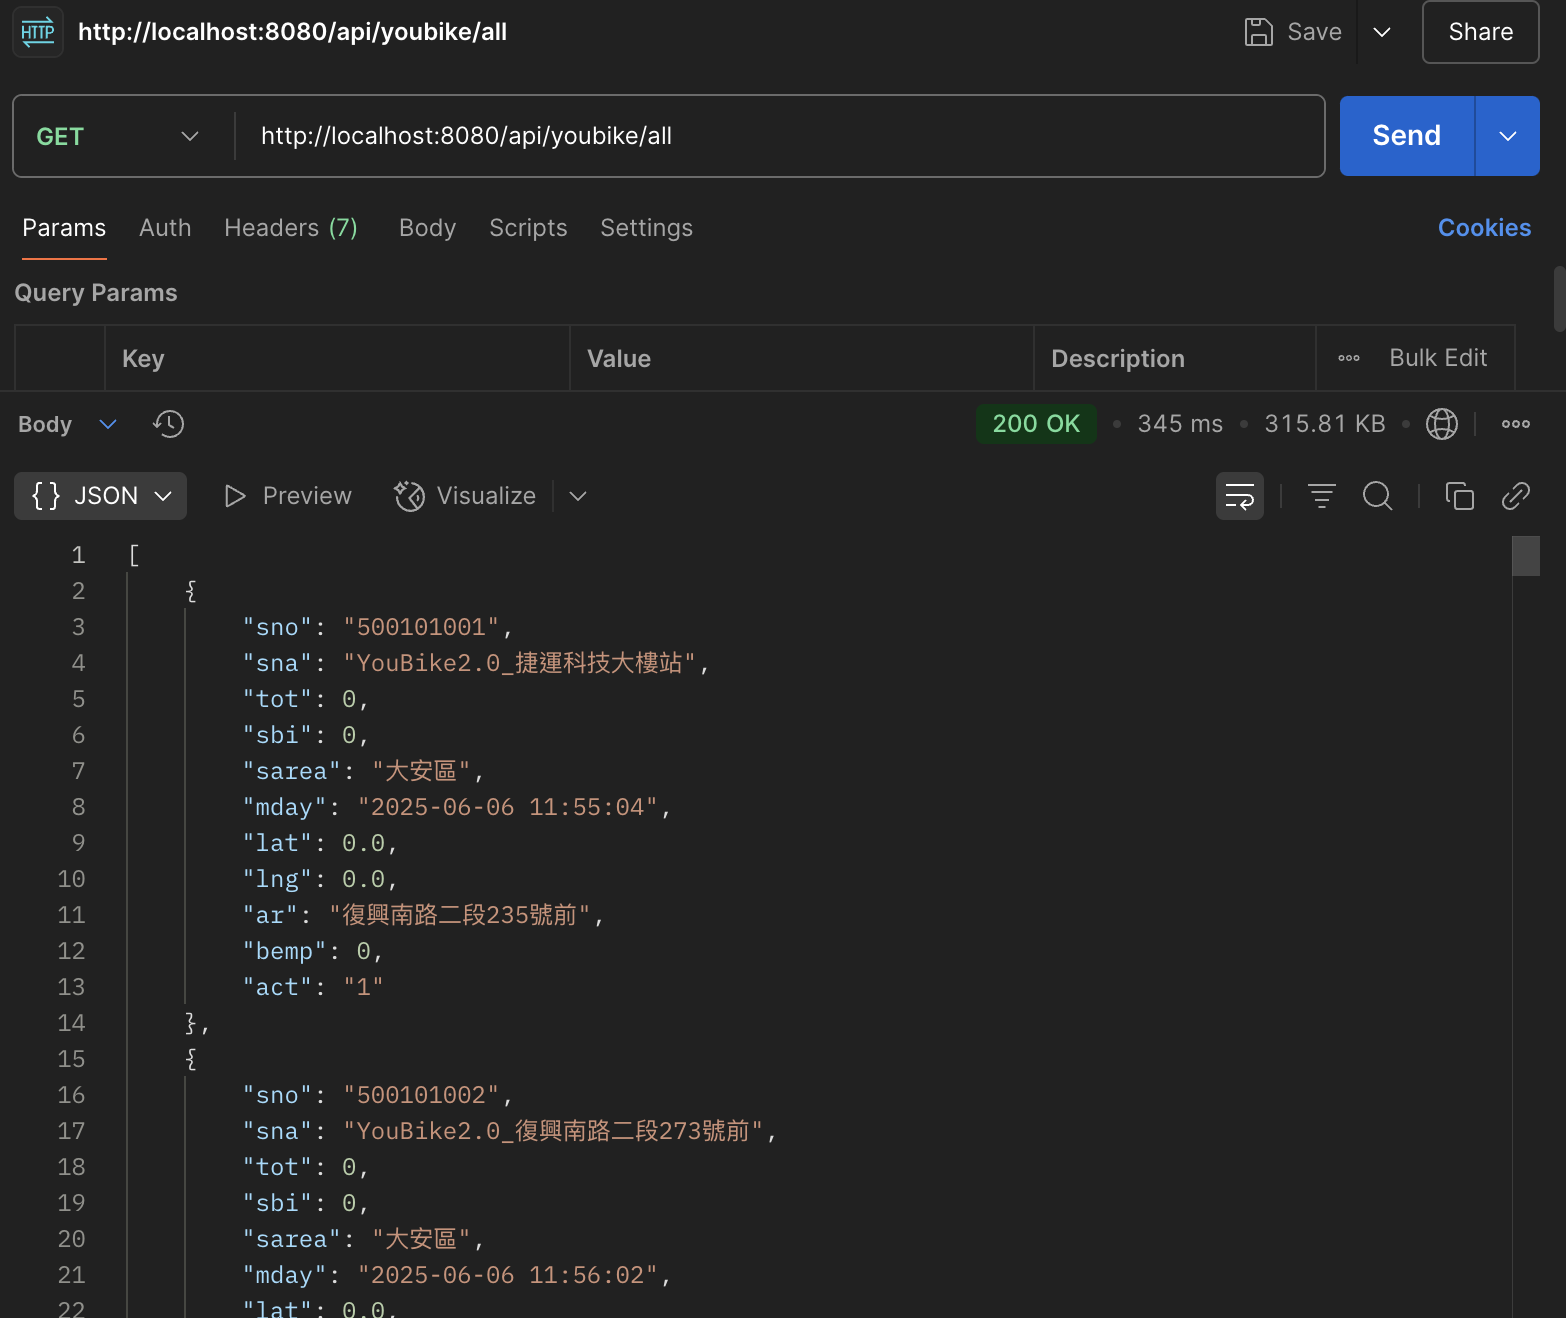 HTTP http://localhost:8080/api/youbike/all Save Share
GET http://localhost:8080/api/youbike/all Send
Params Auth Headers (7) Body Scripts Settings Cookies
Query Params
Key Value Description Bulk Edit
Body 200 OK • 345 ms • 315.81 KB •
{} JSON Preview Visualize
1 [
2 {
3 "sno": "500101001",
4 "sna": "YouBike2.0_捷運科技大樓站",
5 "tot": 0,
6 "sbi": 0,
7 "sarea": "大安區",
8 "mday": "2025-06-06 11:55:04",
9 "lat": 0.0,
10 "lng": 0.0,
11 "ar": "復興南路二段235號前",
12 "bemp": 0,
13 "act": "1"
14 },
15 {
16 "sno": "500101002",
17 "sna": "YouBike2.0_復興南路二段273號前",
18 "tot": 0,
19 "sbi": 0,
20 "sarea": "大安區",
21 "mday": "2025-06-06 11:56:02",
22 "lat": 0.0,